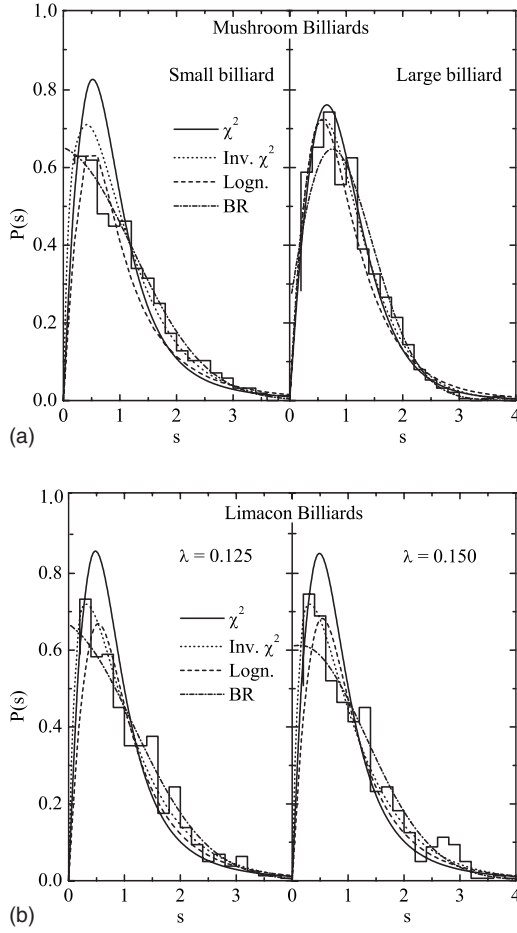 Mushroom Billiards
Small billiard
Large billiard
χ²
Inv. χ²
Logn.
BR
P(s)
1.0
0.8
0.6
0.4
0.2
0.0
0 1 2 3 0 1 2 3 4
s s
(a)
Limacon Billiards
λ = 0.125
λ = 0.150
χ²
Inv. χ²
Logn.
BR
P(s)
1.0
0.8
0.6
0.4
0.2
0.0
0 1 2 3 0 1 2 3 4
s s
(b)